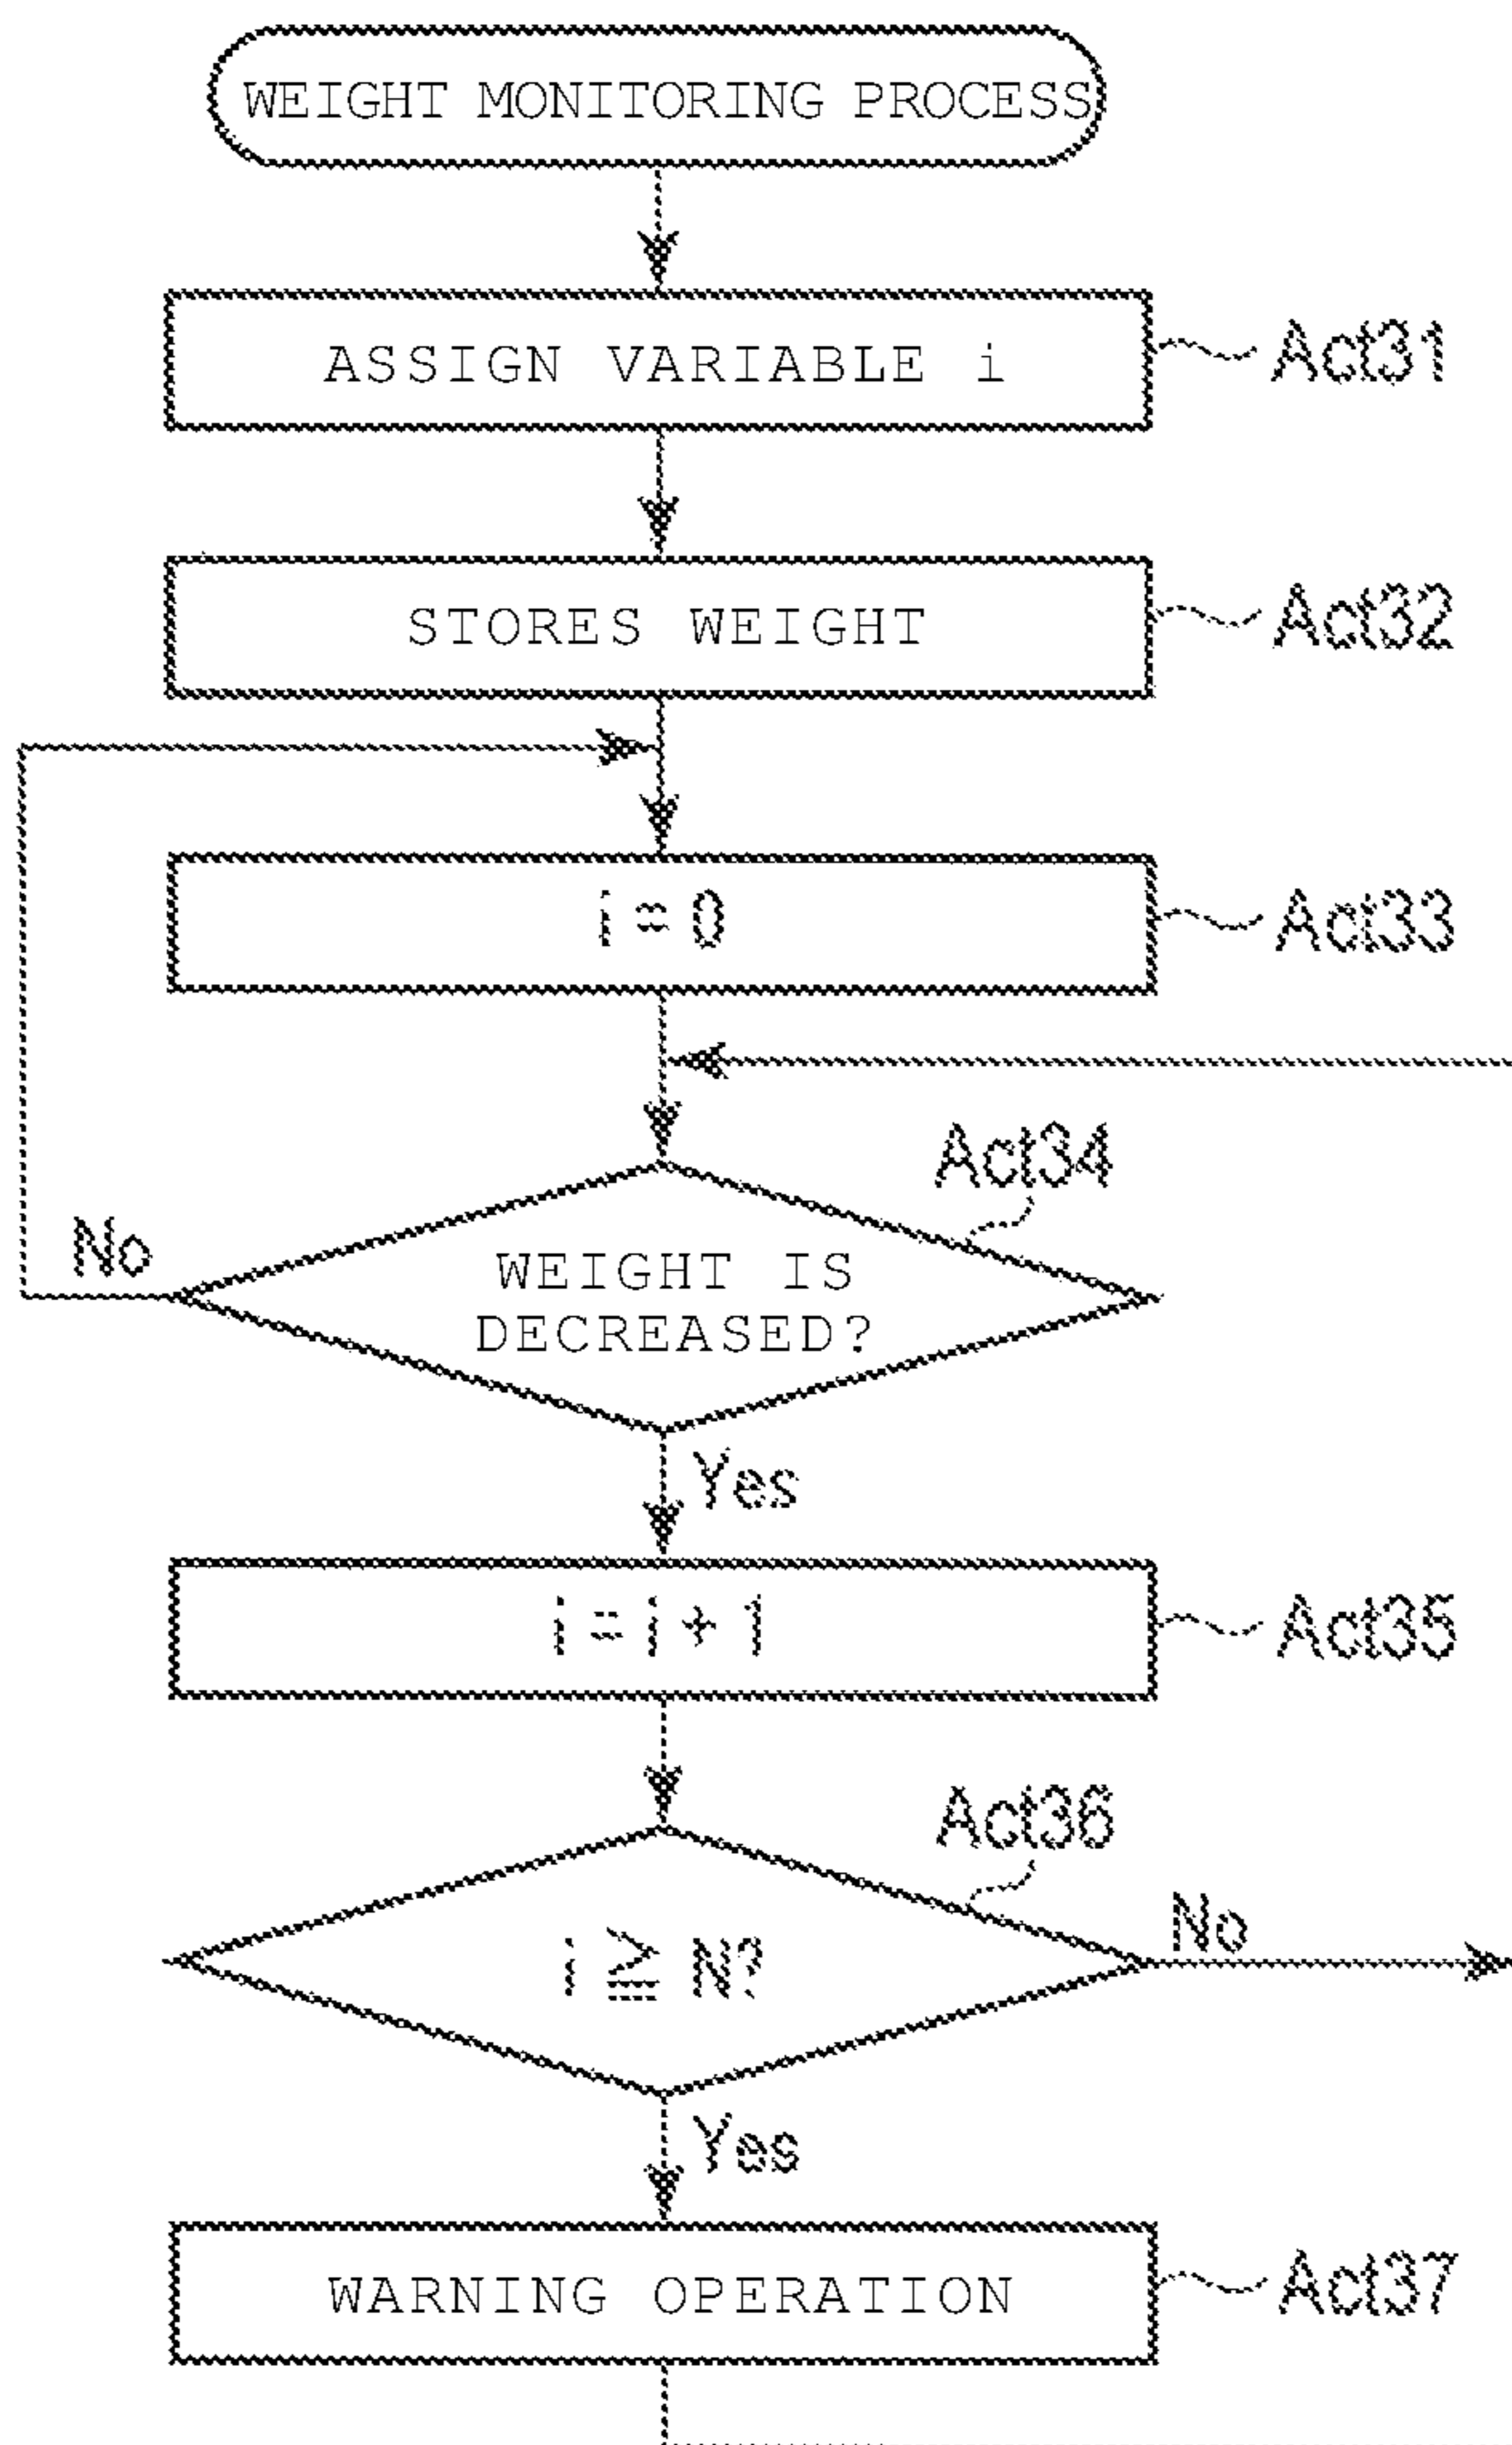 WEIGHT MONITORING PROCESS
ASSIGN VARIABLE i
Act31
STORES WEIGHT
Act32
i = 0
Act33
Act34
No
WEIGHT IS
DECREASED?
Yes
i = i + 1
Act35
Act36
No
i ≧ N?
Yes
WARNING OPERATION
Act37